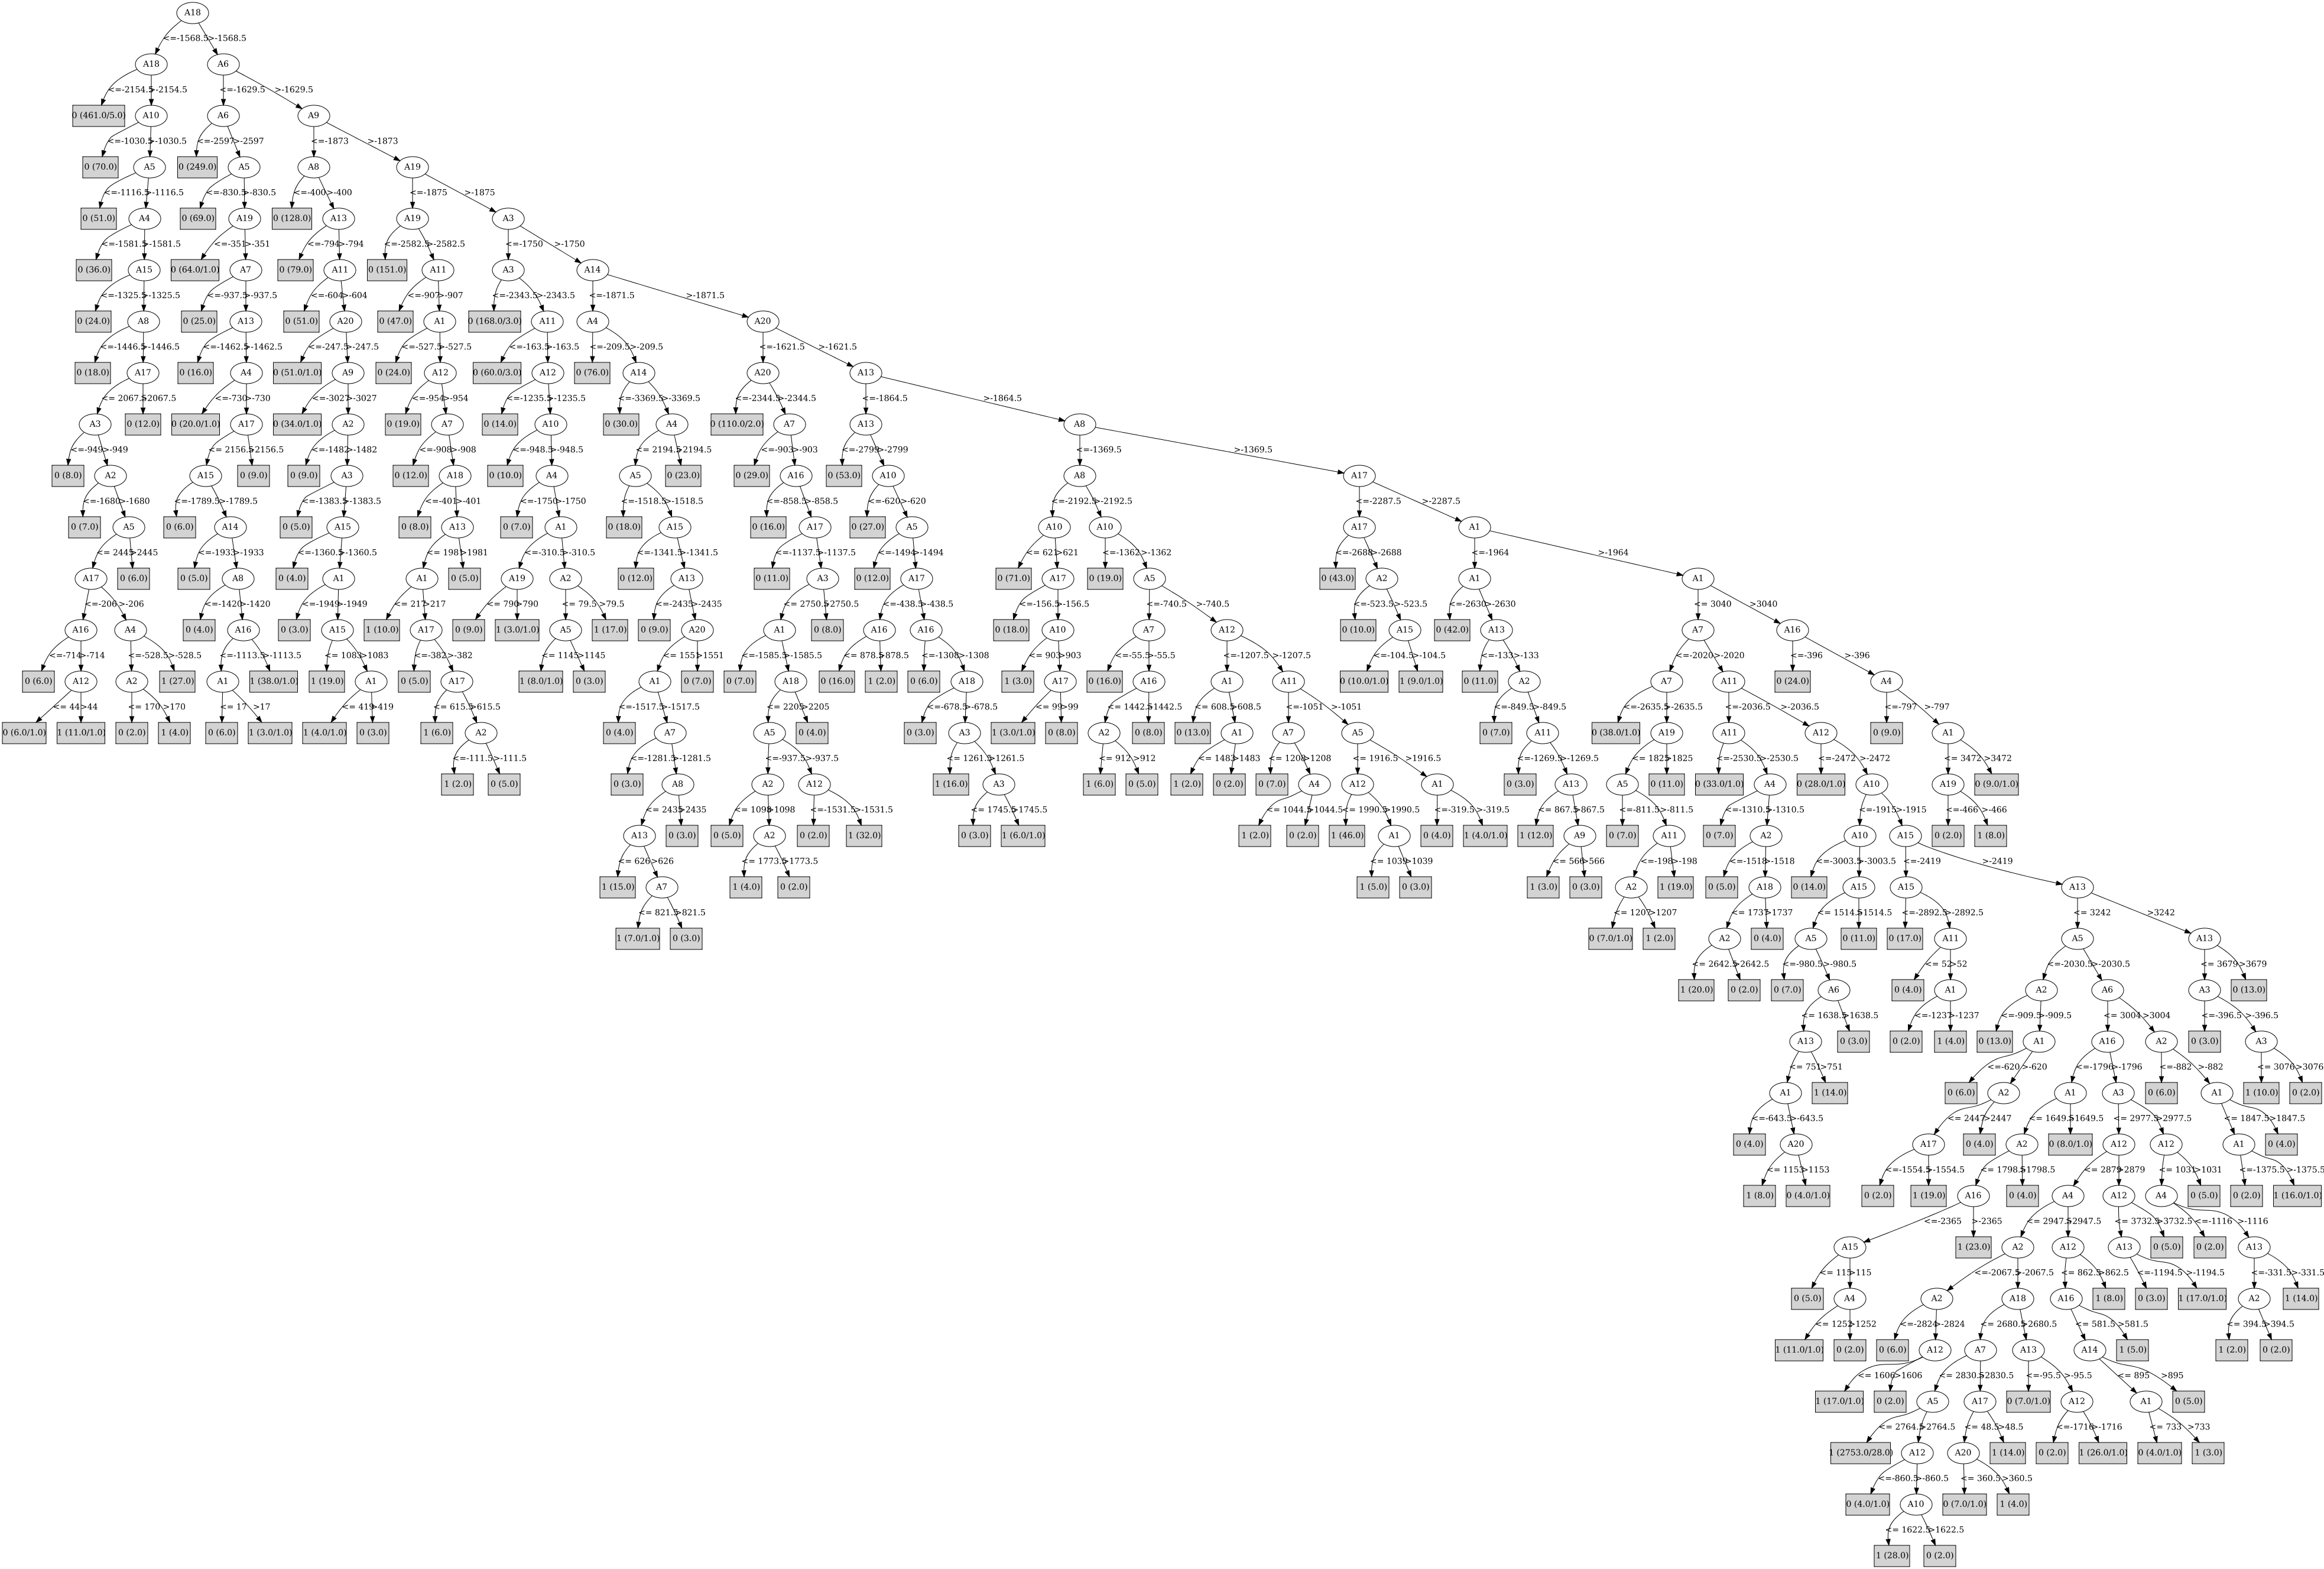 A18
<=-1568.5 >-1568.5
A18 A6
<=-2154.5 >-2154.5 <=-1629.5 >-1629.5
0 (461.0/5.0) A10 A6 A9
<=-1030.5 >-1030.5 <=-2597 >-2597 <=-1873 >-1873
0 (70.0) A5 0 (249.0) A5 A8 A19
<=-1116.5 >-1116.5 <=-830.5 >-830.5 <=-400 >-400 <=-1875 >-1875
0 (51.0) A4 0 (69.0) A19 0 (128.0) A13 A19 A3
<=-1581.5 >-1581.5 <=-351 >-351 <=-794 >-794 <=-2582.5 >-2582.5 <=-1750 >-1750
0 (36.0) A15 0 (64.0/1.0) A7 0 (79.0) A11 0 (151.0) A11 A3 A14
<=-1325.5 >-1325.5 <=-937.5 >-937.5 <=-604 >-604 <=-907 >-907 <=-2343.5 >-2343.5 <=-1871.5 >-1871.5
0 (24.0) A8 0 (25.0) A13 0 (51.0) A20 0 (47.0) A1 0 (168.0/3.0) A11 A4 A20
<=-1446.5 >-1446.5 <=-1462.5 >-1462.5 <=-247.5 >-247.5 <=-527.5 >-527.5 <=-163.5 >-163.5 <=-209.5 >-209.5 <=-1621.5 >-1621.5
0 (18.0) A17 0 (16.0) A4 0 (51.0/1.0) A9 0 (24.0) A12 0 (60.0/3.0) A12 0 (76.0) A14 A20 A13
<= 2067.5 >2067.5 <=-730 >-730 <=-3027 >-3027 <=-954 >-954 <=-1235.5 >-1235.5 <=-3369.5 >-3369.5 <=-2344.5 >-2344.5 <=-1864.5 >-1864.5
A3 0 (12.0) 0 (20.0/1.0) A17 0 (34.0/1.0) A2 0 (19.0) A7 0 (14.0) A10 0 (30.0) A4 0 (110.0/2.0) A7 A13 A8
<=-949 >-949 <= 2156.5 >2156.5 <=-1482 >-1482 <=-908 >-908 <=-948.5 >-948.5 <= 2194.5 >2194.5 <=-903 >-903 <=-2799 >-2799 <=-1369.5 >-1369.5
0 (8.0) A2 A15 0 (9.0) 0 (9.0) A3 0 (12.0) A18 0 (10.0) A4 A5 0 (23.0) 0 (29.0) A16 0 (53.0) A10 A8 A17
<=-1680 >-1680 <=-1789.5 >-1789.5 <=-1383.5 >-1383.5 <=-401 >-401 <=-1750 >-1750 <=-1518.5 >-1518.5 <=-858.5 >-858.5 <=-620 >-620 <=-2192.5 >-2192.5 <=-2287.5 >-2287.5
0 (7.0) A5 0 (6.0) A14 0 (5.0) A15 0 (8.0) A13 0 (7.0) A1 0 (18.0) A15 0 (16.0) A17 0 (27.0) A5 A10 A10 A17 A1
<= 2445 >2445 <=-1933 >-1933 <=-1360.5 >-1360.5 <= 1981 >1981 <=-310.5 >-310.5 <=-1341.5 >-1341.5 <=-1137.5 >-1137.5 <=-1494 >-1494 <= 621 >621 <=-1362 >-1362 <=-2688 >-2688 <=-1964 >-1964
A17 0 (6.0) 0 (5.0) A8 0 (4.0) A1 A1 0 (5.0) A19 A2 0 (12.0) A13 0 (11.0) A3 0 (12.0) A17 0 (71.0) A17 0 (19.0) A5 0 (43.0) A2 A1 A1
<=-206 >-206 <=-1420 >-1420 <=-1949 >-1949 <= 217 >217 <= 790 >790 <= 79.5 >79.5 <=-2435 >-2435 <= 2750.5 >2750.5 <=-438.5 >-438.5 <=-156.5 >-156.5 <=-740.5 >-740.5 <=-523.5 >-523.5 <=-2630 >-2630 <= 3040 >3040
A16 A4 0 (4.0) A16 0 (3.0) A15 1 (10.0) A17 0 (9.0) 1 (3.0/1.0) A5 1 (17.0) 0 (9.0) A20 A1 0 (8.0) A16 A16 0 (18.0) A10 A7 A12 0 (10.0) A15 0 (42.0) A13 A7 A16
<=-714 >-714 <=-528.5 >-528.5 <=-1113.5 >-1113.5 <= 1083 >1083 <=-382 >-382 <= 1145 >1145 <= 1551 >1551 <=-1585.5 >-1585.5 <= 878.5 >878.5 <=-1308 >-1308 <= 903 >903 <=-55.5 >-55.5 <=-1207.5 >-1207.5 <=-104.5 >-104.5 <=-133 >-133 <=-2020 >-2020 <=-396 >-396
0 (6.0) A12 A2 1 (27.0) A1 1 (38.0/1.0) 1 (19.0) A1 0 (5.0) A17 1 (8.0/1.0) 0 (3.0) A1 0 (7.0) 0 (7.0) A18 0 (16.0) 1 (2.0) 0 (6.0) A18 1 (3.0) A17 0 (16.0) A16 A1 A11 0 (10.0/1.0) 1 (9.0/1.0) 0 (11.0) A2 A7 A11 0 (24.0) A4
<= 44 >44 <= 170 >170 <= 17 >17 <= 419 >419 <= 615.5 >615.5 <=-1517.5 >-1517.5 <= 2205 >2205 <=-678.5 >-678.5 <= 99 >99 <= 1442.5 >1442.5 <= 608.5 >608.5 <=-1051 >-1051 <=-849.5 >-849.5 <=-2635.5 >-2635.5 <=-2036.5 >-2036.5 <=-797 >-797
0 (6.0/1.0) 1 (11.0/1.0) 0 (2.0) 1 (4.0) 0 (6.0) 1 (3.0/1.0) 1 (4.0/1.0) 0 (3.0) 1 (6.0) A2 0 (4.0) A7 A5 0 (4.0) 0 (3.0) A3 1 (3.0/1.0) 0 (8.0) A2 0 (8.0) 0 (13.0) A1 A7 A5 0 (7.0) A11 0 (38.0/1.0) A19 A11 A12 0 (9.0) A1
<=-111.5 >-111.5 <=-1281.5 >-1281.5 <=-937.5 >-937.5 <= 1261.5 >1261.5 <= 912 >912 <= 1483 >1483 <= 1208 >1208 <= 1916.5 >1916.5 <=-1269.5 >-1269.5 <= 1825 >1825 <=-2530.5 >-2530.5 <=-2472 >-2472 <= 3472 >3472
1 (2.0) 0 (5.0) 0 (3.0) A8 A2 A12 1 (16.0) A3 1 (6.0) 0 (5.0) 1 (2.0) 0 (2.0) 0 (7.0) A4 A12 A1 0 (3.0) A13 A5 0 (11.0) 0 (33.0/1.0) A4 0 (28.0/1.0) A10 A19 0 (9.0/1.0)
<= 2435 >2435 <= 1098 >1098 <=-1531.5 >-1531.5 <= 1745.5 >1745.5 <= 1044.5 >1044.5 <= 1990.5 >1990.5 <=-319.5 >-319.5 <= 867.5 >867.5 <=-811.5 >-811.5 <=-1310.5 >-1310.5 <=-1915 >-1915 <=-466 >-466
A13 0 (3.0) 0 (5.0) A2 0 (2.0) 1 (32.0) 0 (3.0) 1 (6.0/1.0) 1 (2.0) 0 (2.0) 1 (46.0) A1 0 (4.0) 1 (4.0/1.0) 1 (12.0) A9 0 (7.0) A11 0 (7.0) A2 A10 A15 0 (2.0) 1 (8.0)
<= 626 >626 <= 1773.5 >1773.5 <= 1039 >1039 <= 566 >566 <=-198 >-198 <=-1518 >-1518 <=-3003.5 >-3003.5 <=-2419 >-2419
1 (15.0) A7 1 (4.0) 0 (2.0) 1 (5.0) 0 (3.0) 1 (3.0) 0 (3.0) A2 1 (19.0) 0 (5.0) A18 0 (14.0) A15 A15 A13
<= 821.5 >821.5 <= 1207 >1207 <= 1737 >1737 <= 1514.5 >1514.5 <=-2892.5 >-2892.5 <= 3242 >3242
1 (7.0/1.0) 0 (3.0) 0 (7.0/1.0) 1 (2.0) A2 0 (4.0) A5 0 (11.0) 0 (17.0) A11 A5 A13
<= 2642.5 >2642.5 <=-980.5 >-980.5 <= 52 >52 <=-2030.5 >-2030.5 <= 3679 >3679
1 (20.0) 0 (2.0) 0 (7.0) A6 0 (4.0) A1 A2 A6 A3 0 (13.0)
<= 1638.5 >1638.5 <=-1237 >-1237 <=-909.5 >-909.5 <= 3004 >3004 <=-396.5 >-396.5
A13 0 (3.0) 0 (2.0) 1 (4.0) 0 (13.0) A1 A16 A2 0 (3.0) A3
<= 751 >751 <=-620 >-620 <=-1796 >-1796 <=-882 >-882 <= 3076 >3076
A1 1 (14.0) 0 (6.0) A2 A1 A3 0 (6.0) A1 1 (10.0) 0 (2.0)
<=-643.5 >-643.5 <= 2447 >2447 <= 1649.5 >1649.5 <= 2977.5 >2977.5 <= 1847.5 >1847.5
0 (4.0) A20 A17 0 (4.0) A2 0 (8.0/1.0) A12 A12 A1 0 (4.0)
<= 1153 >1153 <=-1554.5 >-1554.5 <= 1798.5 >1798.5 <= 2879 >2879 <= 1031 >1031 <=-1375.5 >-1375.5
1 (8.0) 0 (4.0/1.0) 0 (2.0) 1 (19.0) A16 0 (4.0) A4 A12 A4 0 (5.0) 0 (2.0) 1 (16.0/1.0)
<=-2365 >-2365 <= 2947.5 >2947.5 <= 3732.5 >3732.5 <=-1116 >-1116
A15 1 (23.0) A2 A12 A13 0 (5.0) 0 (2.0) A13
<= 115 >115 <=-2067.5 >-2067.5 <= 862.5 >862.5 <=-1194.5 >-1194.5 <=-331.5 >-331.5
0 (5.0) A4 A2 A18 A16 1 (8.0) 0 (3.0) 1 (17.0/1.0) A2 1 (14.0)
<= 1252 >1252 <=-2824 >-2824 <= 2680.5 >2680.5 <= 581.5 >581.5 <= 394.5 >394.5
1 (11.0/1.0) 0 (2.0) 0 (6.0) A12 A7 A13 A14 1 (5.0) 1 (2.0) 0 (2.0)
<= 1606 >1606 <= 2830.5 >2830.5 <=-95.5 >-95.5 <= 895 >895
1 (17.0/1.0) 0 (2.0) A5 A17 0 (7.0/1.0) A12 A1 0 (5.0)
<= 2764.5 >2764.5 <= 48.5 >48.5 <=-1716 >-1716 <= 733 >733
1 (2753.0/28.0) A12 A20 1 (14.0) 0 (2.0) 1 (26.0/1.0) 0 (4.0/1.0) 1 (3.0)
<=-860.5 >-860.5 <= 360.5 >360.5
0 (4.0/1.0) A10 0 (7.0/1.0) 1 (4.0)
<= 1622.5 >1622.5
1 (28.0) 0 (2.0)